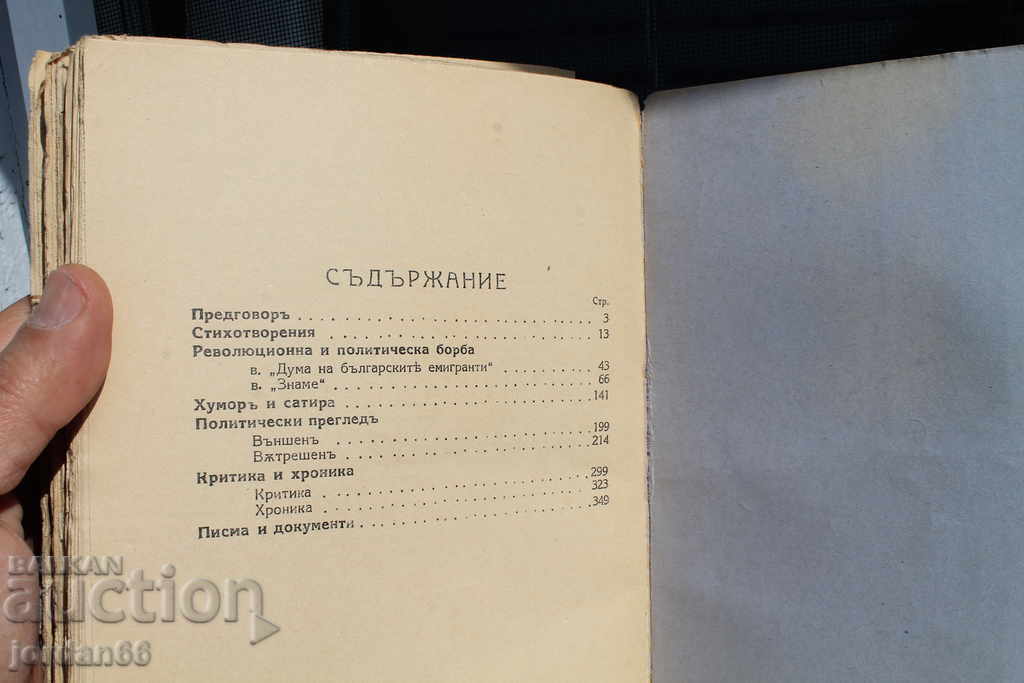 СЪДЪРЖАНИЕ
Стр.
Предговоръ . . . . . . . . . . . . . . . . . . . . 3
Стихотворения . . . . . . . . . . . . . . . . . . 13
Революционна и политическа борба
в. „Дума на българскитѣ емигранти“ . . . . . . . . 43
в. „Знаме“ . . . . . . . . . . . . . . . . . . . . 66
Хуморъ и сатира . . . . . . . . . . . . . . . . . 141
Политически прегледъ
Външенъ . . . . . . . . . . . . . . . . . . 199
Вѫтрешенъ . . . . . . . . . . . . . . . . . 214
Критика и хроника
Критика . . . . . . . . . . . . . . . . . . 299
Хроника . . . . . . . . . . . . . . . . . . 323
Писма и документи . . . . . . . . . . . . . . . . 349
BALKAN
auction
jordan66